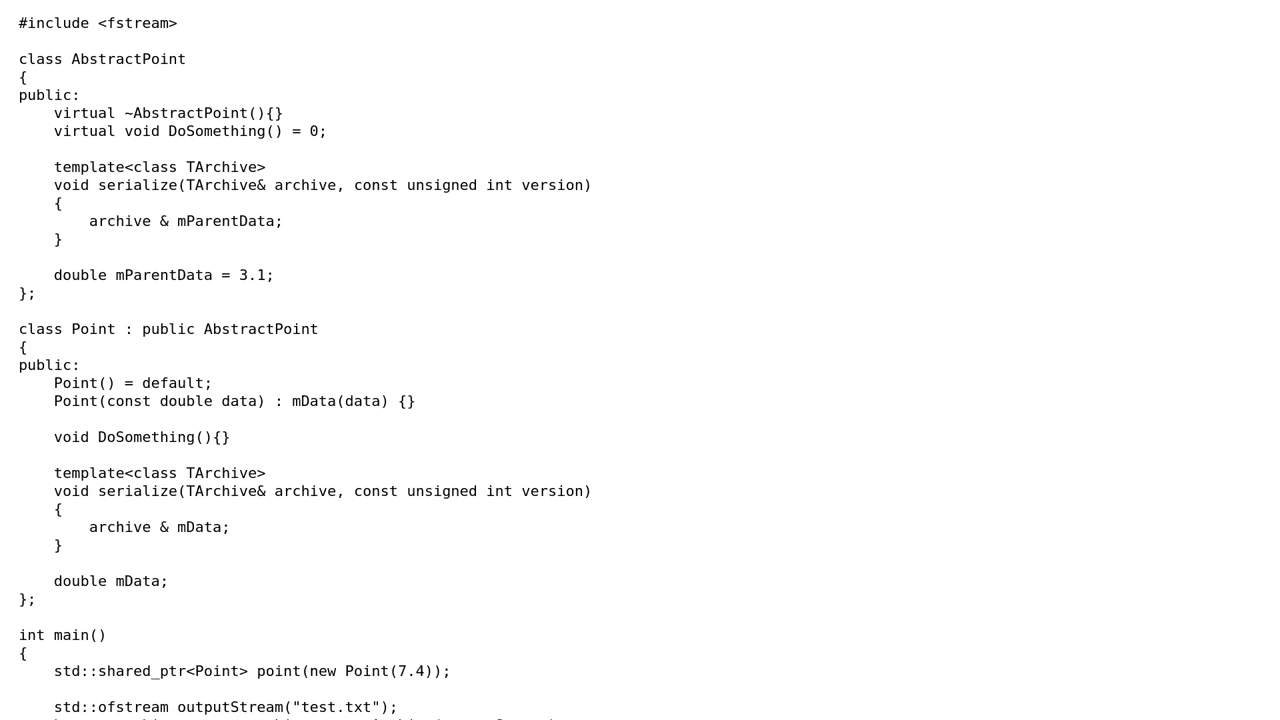 #include <fstream>

class AbstractPoint
{
public:
    virtual ~AbstractPoint(){}
    virtual void DoSomething() = 0;

    template<class TArchive>
    void serialize(TArchive& archive, const unsigned int version)
    {
        archive & mParentData;
    }

    double mParentData = 3.1;
};

class Point : public AbstractPoint
{
public:
    Point() = default;
    Point(const double data) : mData(data) {}

    void DoSomething(){}

    template<class TArchive>
    void serialize(TArchive& archive, const unsigned int version)
    {
        archive & mData;
    }

    double mData;
};

int main()
{
    std::shared_ptr<Point> point(new Point(7.4));

    std::ofstream outputStream("test.txt");